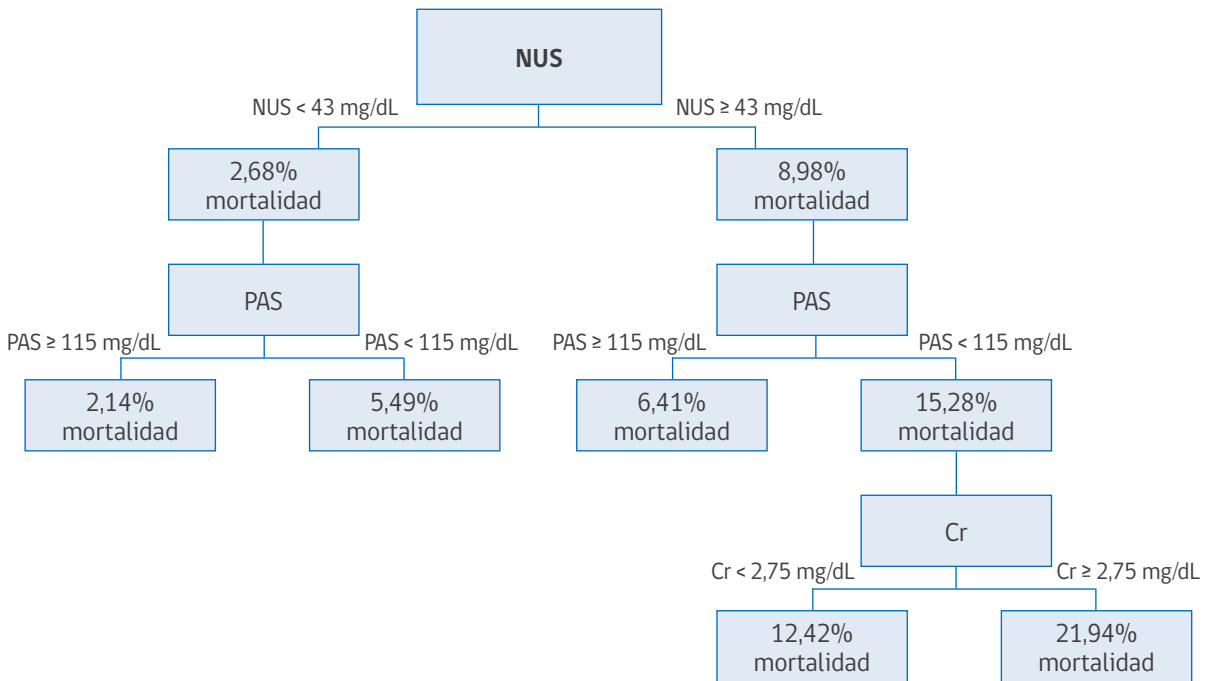 NUS
NUS < 43 mg/dL
NUS ≥ 43 mg/dL
2,68%
mortalidad
8,98%
mortalidad
PAS
PAS
PAS ≥ 115 mg/dL
PAS < 115 mg/dL
PAS ≥ 115 mg/dL
PAS < 115 mg/dL
2,14%
mortalidad
5,49%
mortalidad
6,41%
mortalidad
15,28%
mortalidad
Cr
Cr < 2,75 mg/dL
Cr ≥ 2,75 mg/dL
12,42%
mortalidad
21,94%
mortalidad